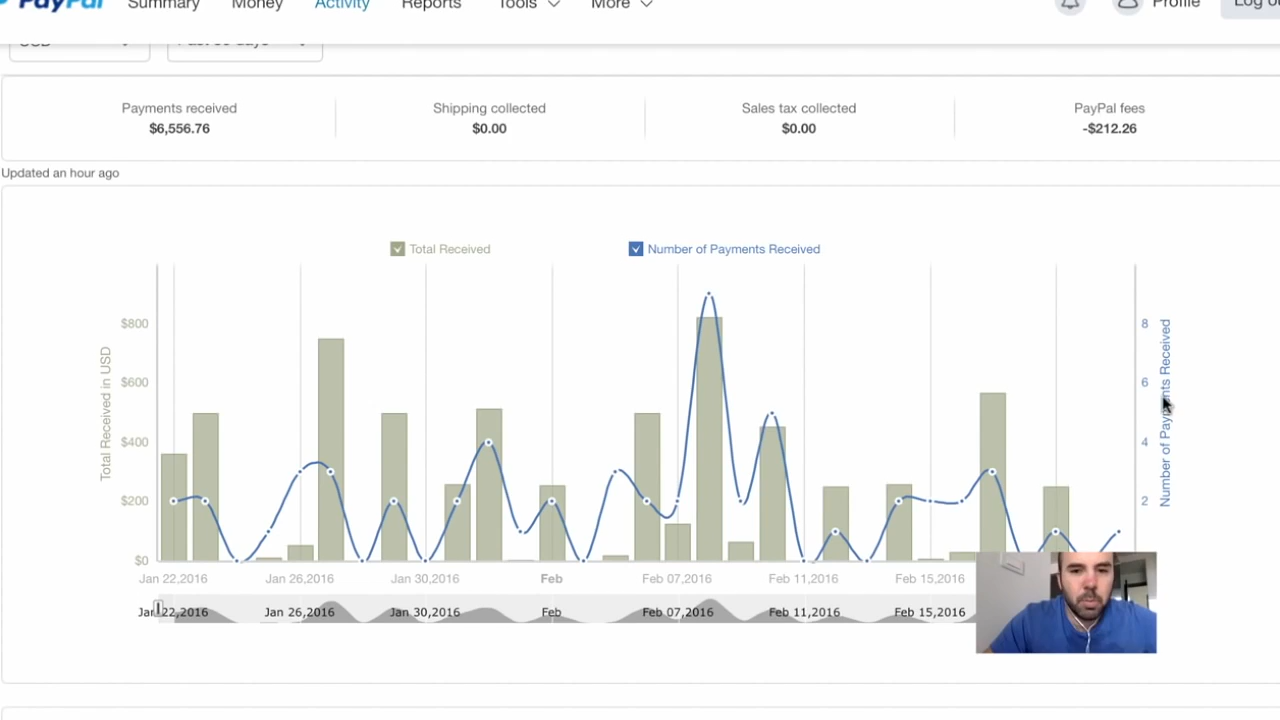 PayPal Summary Money Activity Reports Tools More Profile Log
USD
Payments received Shipping collected Sales tax collected PayPal fees
$6,556.76 $0.00 $0.00 -$212.26
Updated an hour ago
Total Received Number of Payments Received
Total Received in USD
$800
$600
$400
$200
$0
8
6
4
2
Number of Payments Received
Jan 22,2016 Jan 26,2016 Jan 30,2016 Feb Feb 07,2016 Feb 11,2016 Feb 15,2016
Jan 22,2016 Jan 26,2016 Jan 30,2016 Feb Feb 07,2016 Feb 11,2016 Feb 15,2016